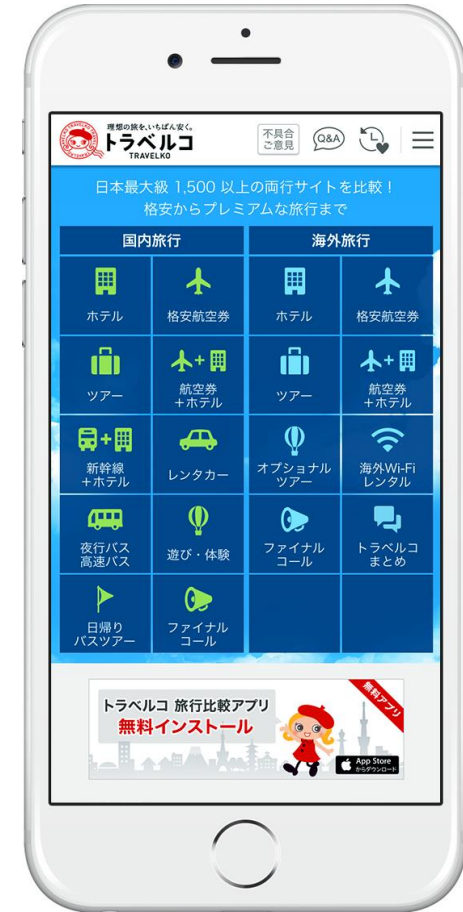 理想の旅を、いちばん安く。
トラベルコ
TRAVELKO
不具合
ご意見
Q&A
日本最大級 1,500 以上の両行サイトを比較！
格安からプレミアムな旅行まで
国内旅行
海外旅行
ホテル
格安航空券
ホテル
格安航空券
ツアー
航空券
+ホテル
ツアー
航空券
+ホテル
新幹線
+ホテル
レンタカー
オプショナル
ツアー
海外Wi-Fi
レンタル
夜行バス
高速バス
遊び・体験
ファイナル
コール
トラベルコ
まとめ
日帰り
バスツアー
ファイナル
コール
トラベルコ 旅行比較アプリ
無料インストール
無料アプリ
App Store
からダウンロード